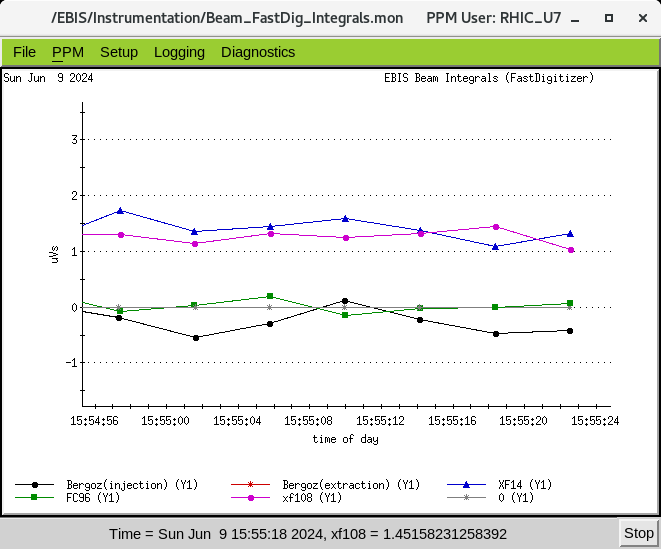 /EBIS/Instrumentation/Beam_FastDig_Integrals.mon PPM User: RHIC_U7
File PPM Setup Logging Diagnostics
Sun Jun 9 2024 EBIS Beam Integrals (FastDigitizer)
3
2
1
0
-1
uVs
15:54:56 15:55:00 15:55:04 15:55:08 15:55:12 15:55:16 15:55:20 15:55:24
time of day
Bergoz(injection) (Y1) Bergoz(extraction) (Y1) XF14 (Y1)
FC96 (Y1) xf108 (Y1) 0 (Y1)
Time = Sun Jun 9 15:55:18 2024, xf108 = 1.45158231258392 Stop